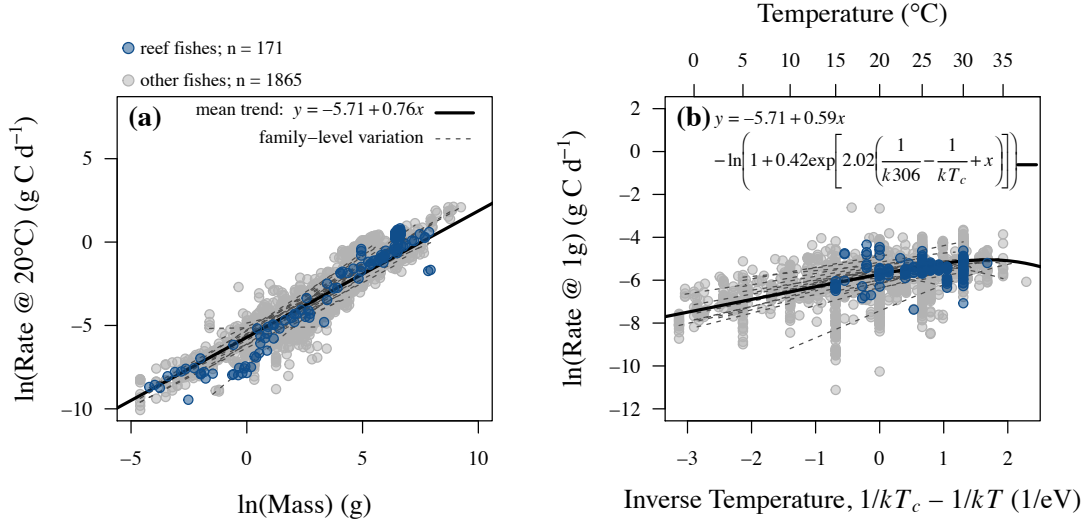 reef fishes; n = 171
other fishes; n = 1865
(a)
mean trend: y = −5.71 + 0.76x
family−level variation
ln(Rate @ 20°C) (g C d⁻¹)
5
0
−5
−10
−5
0
5
10
ln(Mass) (g)
Temperature (°C)
0
5
10
15
20
25
30
35
(b)
y = −5.71 + 0.59x
−ln(1 + 0.42exp[2.02(1/k306 − 1/kT_c + x)])
ln(Rate @ 1g) (g C d⁻¹)
2
0
−2
−4
−6
−8
−10
−12
−3
−2
−1
0
1
2
Inverse Temperature, 1/kT_c − 1/kT (1/eV)